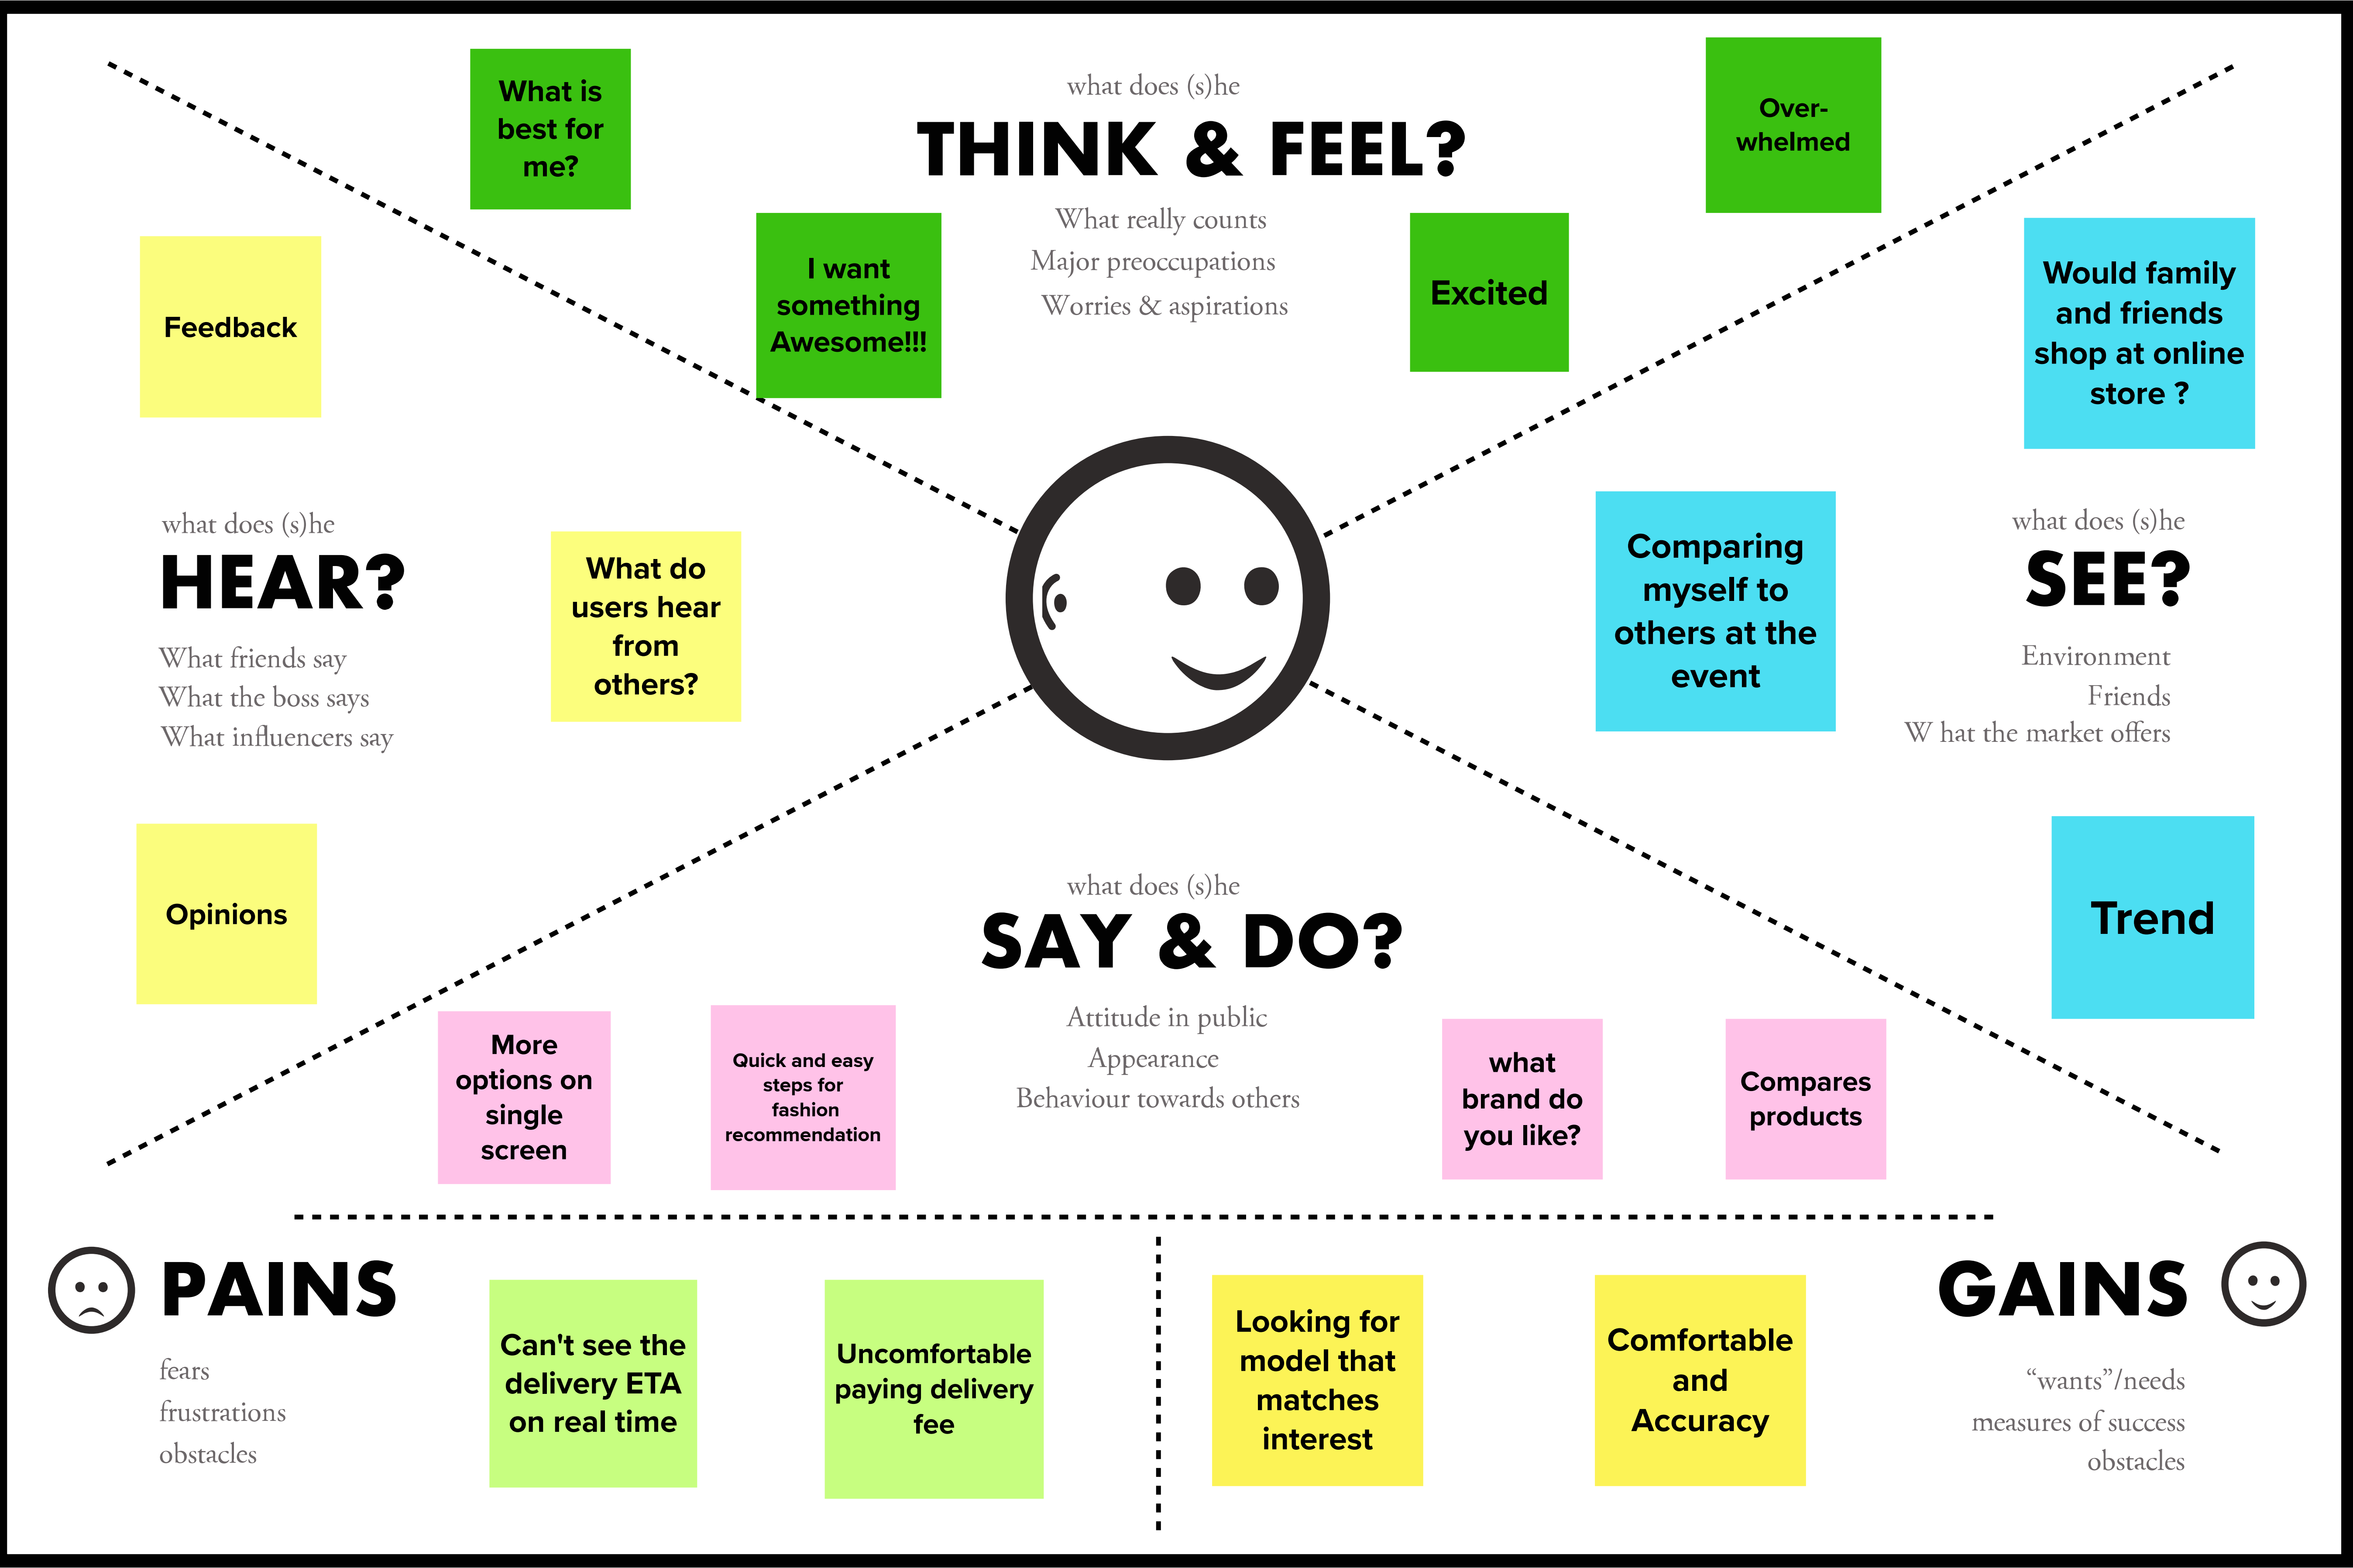 what does (s)he
THINK & FEEL?
What really counts
Major preoccupations
Worries & aspirations
What is
best for
me?
I want
something
Awesome!!!
Excited
Over-
whelmed
Feedback
what does (s)he
HEAR?
What friends say
What the boss says
What influencers say
What do
users hear
from
others?
Opinions
Would family
and friends
shop at online
store ?
Comparing
myself to
others at the
event
what does (s)he
SEE?
Environment
Friends
W hat the market offers
Trend
what does (s)he
SAY & DO?
Attitude in public
Appearance
Behaviour towards others
More
options on
single
screen
Quick and easy
steps for
fashion
recommendation
what
brand do
you like?
Compares
products
PAINS
fears
frustrations
obstacles
Can't see the
delivery ETA
on real time
Uncomfortable
paying delivery
fee
Looking for
model that
matches
interest
Comfortable
and
Accuracy
GAINS
“wants”/needs
measures of success
obstacles